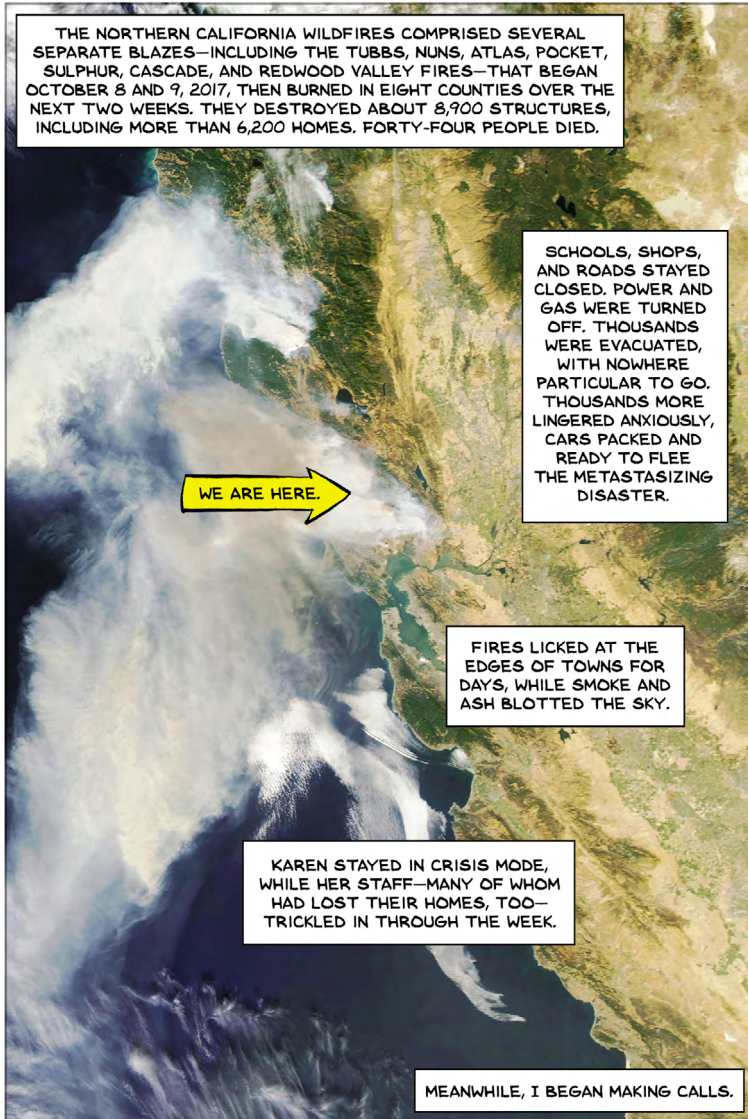 THE NORTHERN CALIFORNIA WILDFIRES COMPRISED SEVERAL
SEPARATE BLAZES—INCLUDING THE TUBBS, NUNS, ATLAS, POCKET,
SULPHUR, CASCADE, AND REDWOOD VALLEY FIRES—THAT BEGAN
OCTOBER 8 AND 9, 2017, THEN BURNED IN EIGHT COUNTIES OVER THE
NEXT TWO WEEKS. THEY DESTROYED ABOUT 8,900 STRUCTURES,
INCLUDING MORE THAN 6,200 HOMES. FORTY-FOUR PEOPLE DIED.
SCHOOLS, SHOPS,
AND ROADS STAYED
CLOSED. POWER AND
GAS WERE TURNED
OFF. THOUSANDS
WERE EVACUATED,
WITH NOWHERE
PARTICULAR TO GO.
THOUSANDS MORE
LINGERED ANXIOUSLY,
CARS PACKED AND
READY TO FLEE
THE METASTASIZING
DISASTER.
WE ARE HERE.
FIRES LICKED AT THE
EDGES OF TOWNS FOR
DAYS, WHILE SMOKE AND
ASH BLOTTED THE SKY.
KAREN STAYED IN CRISIS MODE,
WHILE HER STAFF—MANY OF WHOM
HAD LOST THEIR HOMES, TOO—
TRICKLED IN THROUGH THE WEEK.
MEANWHILE, I BEGAN MAKING CALLS.